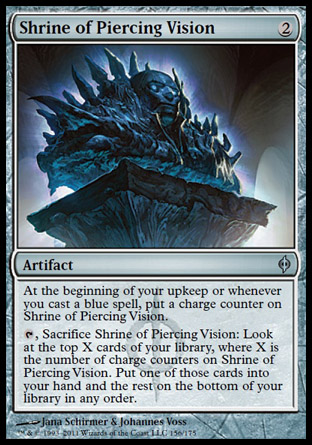 Shrine of Piercing Vision 2
Artifact
At the beginning of your upkeep or whenever
you cast a blue spell, put a charge counter on
Shrine of Piercing Vision.
, Sacrifice Shrine of Piercing Vision: Look
at the top X cards of your library, where X is
the number of charge counters on Shrine of
Piercing Vision. Put one of those cards into
your hand and the rest on the bottom of your
library in any order.
Jana Schirmer & Johannes Voss
™ & © 1993–2011 Wizards of the Coast LLC 156/175